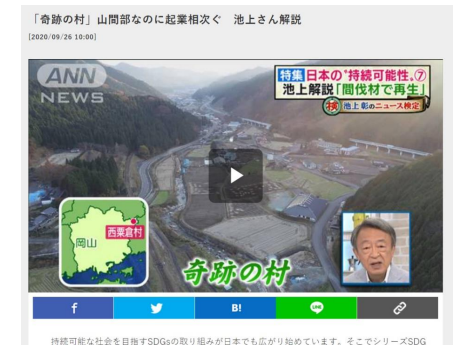 「奇跡の村」山間部なのに起業相次ぐ　池上さん解説
[2020/09/26 10:00]
ANN
NEWS
特集 日本の“持続可能性。⑦
池上解説「間伐材で再生」
池上彰のニュース検定
西粟倉村
岡山
奇跡の村
f
B!
LINE
持続可能な社会を目指すSDGsの取り組みが日本でも広がり始めています。そこでシリーズSDG